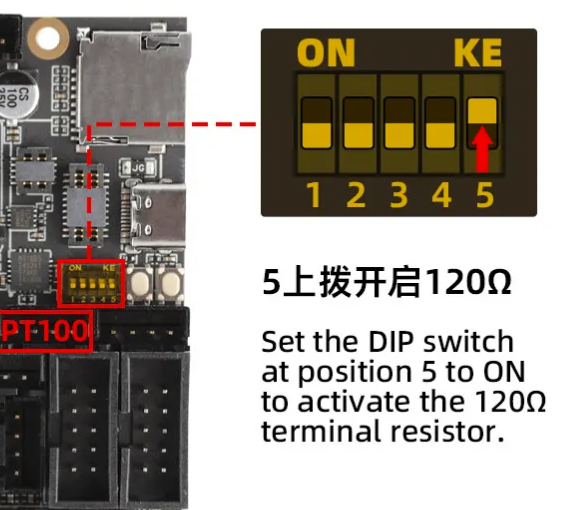 ON KE
1 2 3 4 5
5上拨开启120Ω
Set the DIP switch
at position 5 to ON
to activate the 120Ω
terminal resistor.
CS
100
JG
ON KE
1 2 3 4 5
PT100